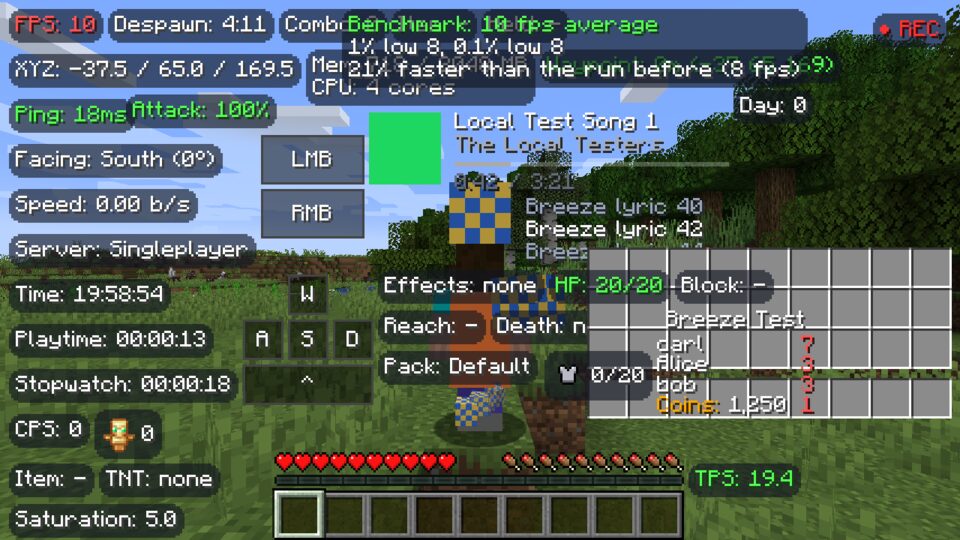 FPS: 10
Despawn: 4:11
Combo
Benchmark: 10 fps average
1% low 8, 0.1% low 8
21% faster than the run before (8 fps)
REC
XYZ: -37.5 / 65.0 / 169.5
CPU: 4 cores
Ping: 18ms
Attack: 100%
Day: 0
Facing: South (0°)
LMB
RMB
Local Test Song 1
The Local Testers
0:42
3:21
Breeze lyric 40
Breeze lyric 42
Breeze
Speed: 0.00 b/s
Server: Singleplayer
Time: 19:58:54
W
A
S
D
^
Effects: none
HP: 20/20
Block: -
Playtime: 00:00:13
Reach: -
Death: n
Breeze Test
darl 7
Alice 3
bob 3
Coins: 1,250 1
Pack: Default
0/20
Stopwatch: 00:00:18
CPS: 0
0
Item: -
TNT: none
TPS: 19.4
Saturation: 5.0